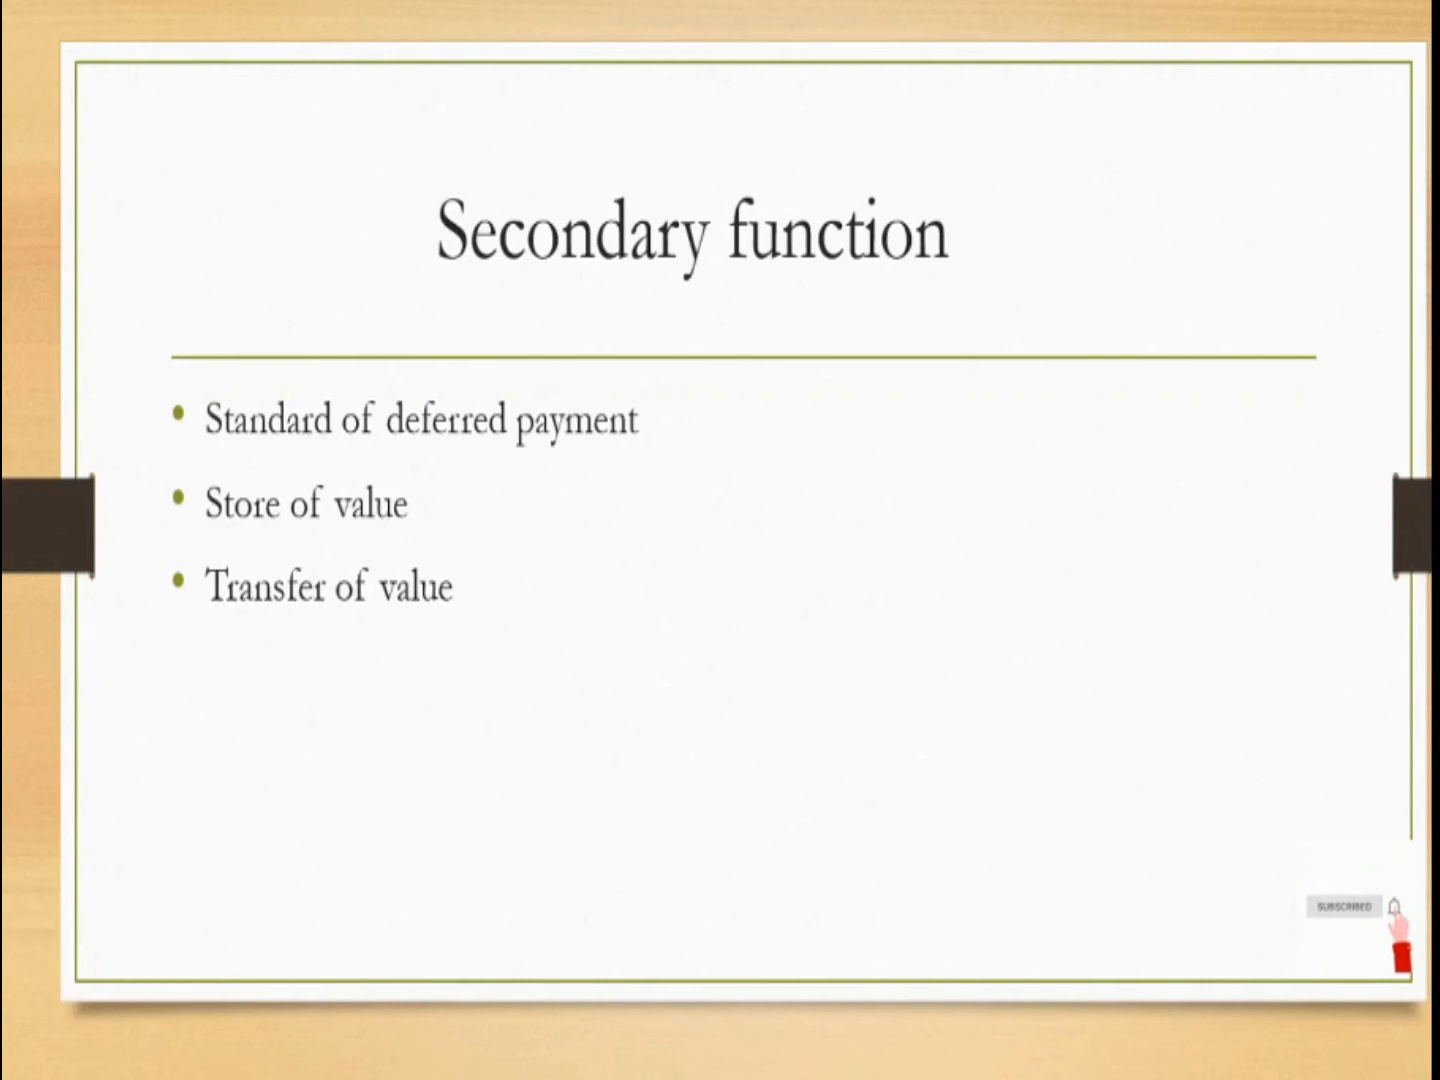 Secondary function
Standard of deferred payment
Store of value
Transfer of value
SUBSCRIBED